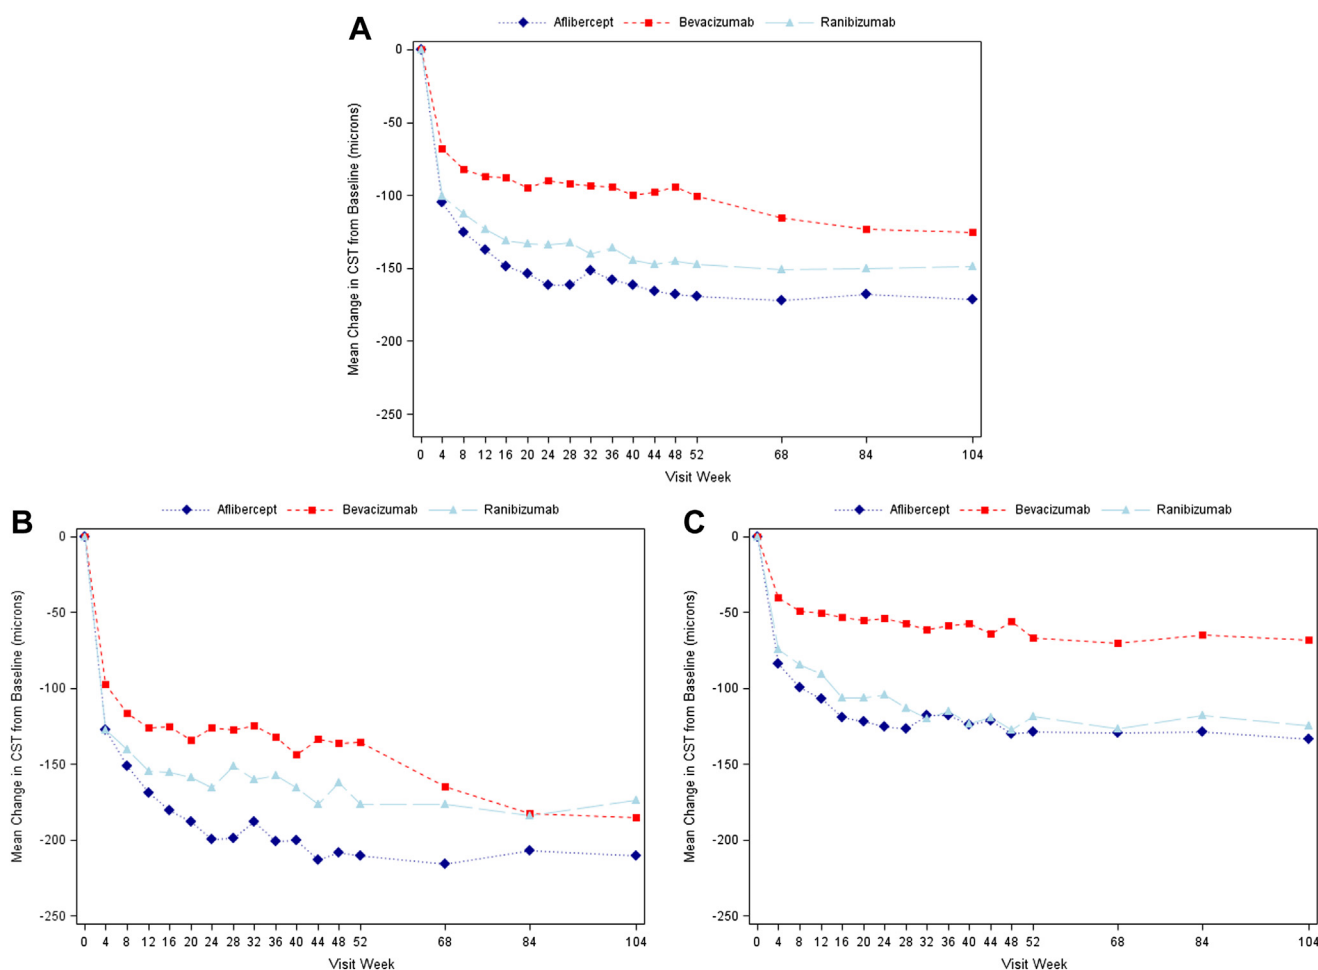 A
Aflibercept Bevacizumab Ranibizumab
Mean Change in CST from Baseline (microns)
0
-50
-100
-150
-200
-250
0 4 8 12 16 20 24 28 32 36 40 44 48 52 68 84 104
Visit Week
B
Aflibercept Bevacizumab Ranibizumab
Mean Change in CST from Baseline (microns)
0
-50
-100
-150
-200
-250
0 4 8 12 16 20 24 28 32 36 40 44 48 52 68 84 104
Visit Week
C
Aflibercept Bevacizumab Ranibizumab
Mean Change in CST from Baseline (microns)
0
-50
-100
-150
-200
-250
0 4 8 12 16 20 24 28 32 36 40 44 48 52 68 84 104
Visit Week